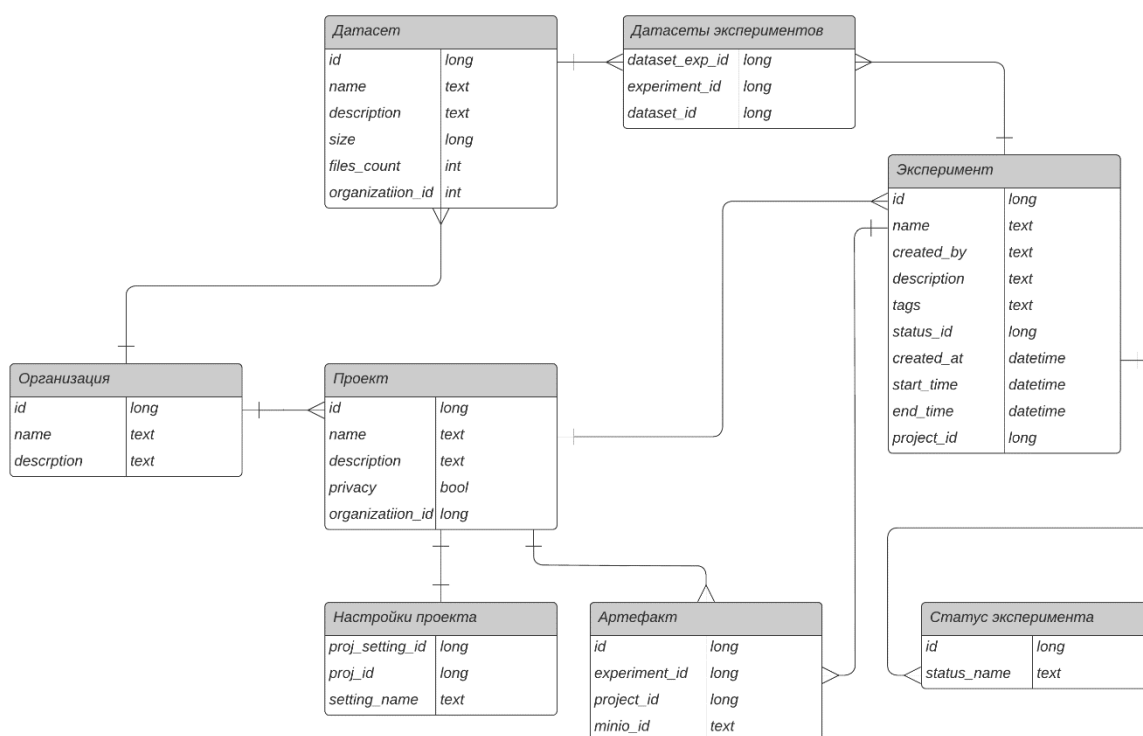 Датасет
id long
name text
description text
size long
files_count int
organizatiion_id int
Датасеты экспериментов
dataset_exp_id long
experiment_id long
dataset_id long
Эксперимент
id long
name text
created_by text
description text
tags text
status_id long
created_at datetime
start_time datetime
end_time datetime
project_id long
Организация
id long
name text
descrption text
Проект
id long
name text
description text
privacy bool
organizatiion_id long
Настройки проекта
proj_setting_id long
proj_id long
setting_name text
Артефакт
id long
experiment_id long
project_id long
minio_id text
Статус эксперимента
id long
status_name text